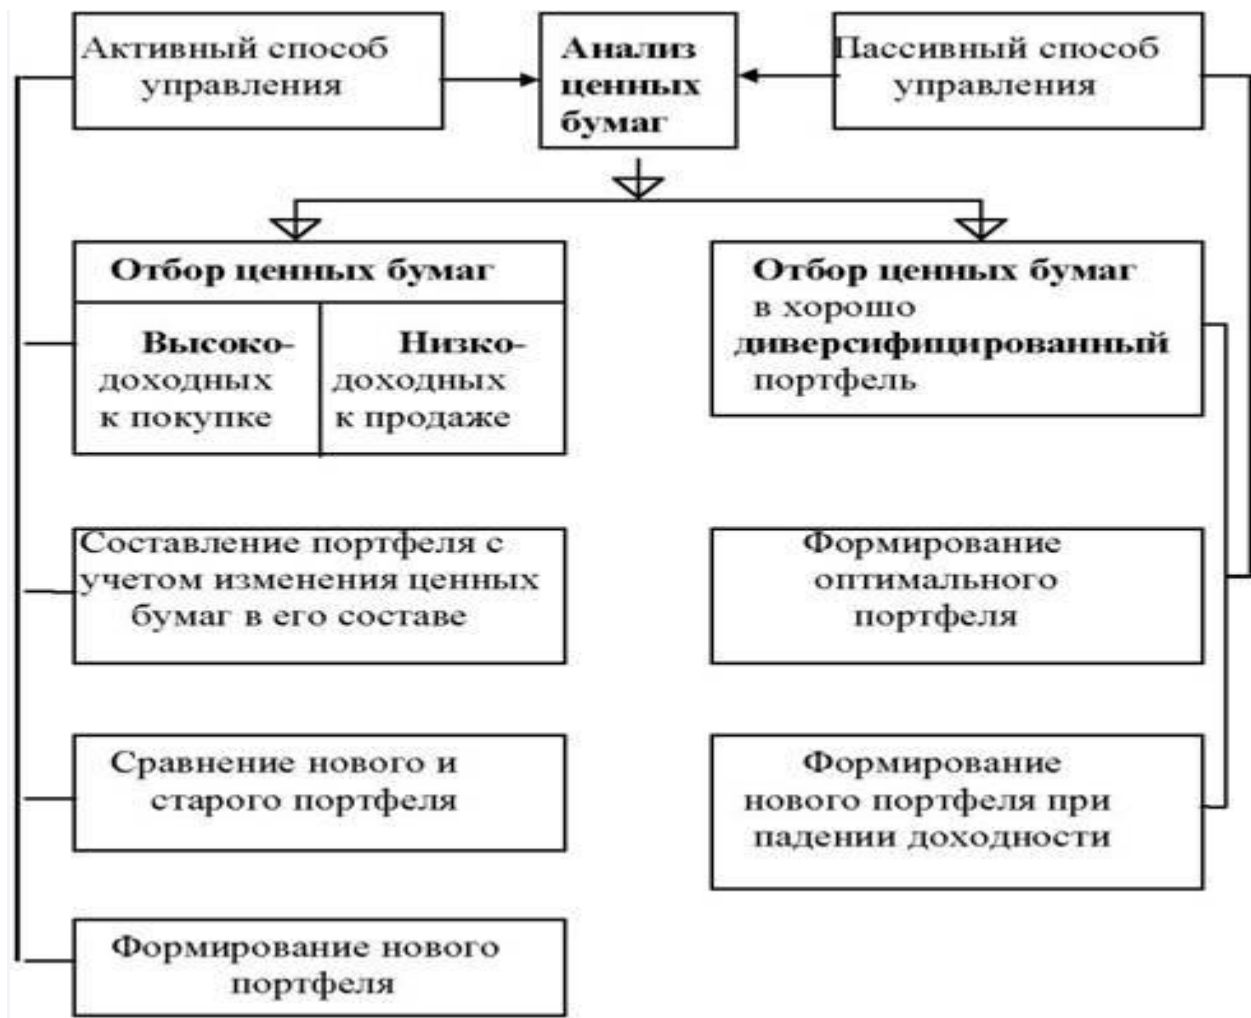 Активный способ
управления
Анализ
ценных
бумаг
Пассивный способ
управления
Отбор ценных бумаг
Высоко-
доходных
к покупке
Низко-
доходных
к продаже
Отбор ценных бумаг
в хорошо
диверсифицированный
портфель
Составление портфеля с
учетом изменения ценных
бумаг в его составе
Формирование
оптимального
портфеля
Сравнение нового и
старого портфеля
Формирование
нового портфеля при
падении доходности
Формирование нового
портфеля